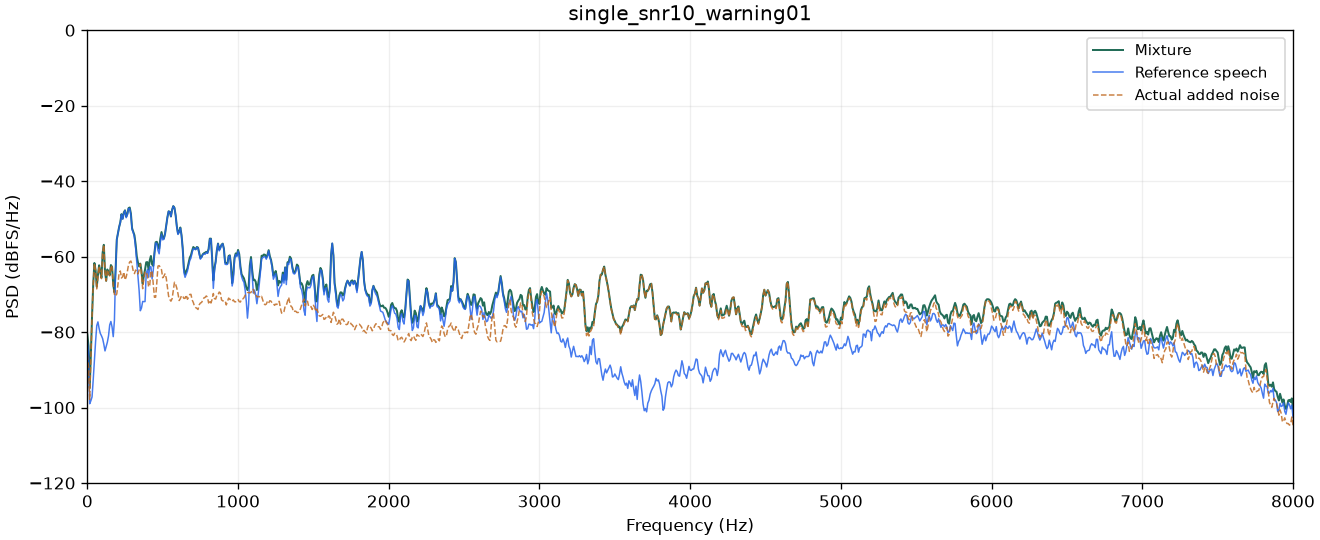 single_snr10_warning01
Mixture
Reference speech
Actual added noise
PSD (dBFS/Hz)
0
−20
−40
−60
−80
−100
−120
0 1000 2000 3000 4000 5000 6000 7000 8000
Frequency (Hz)